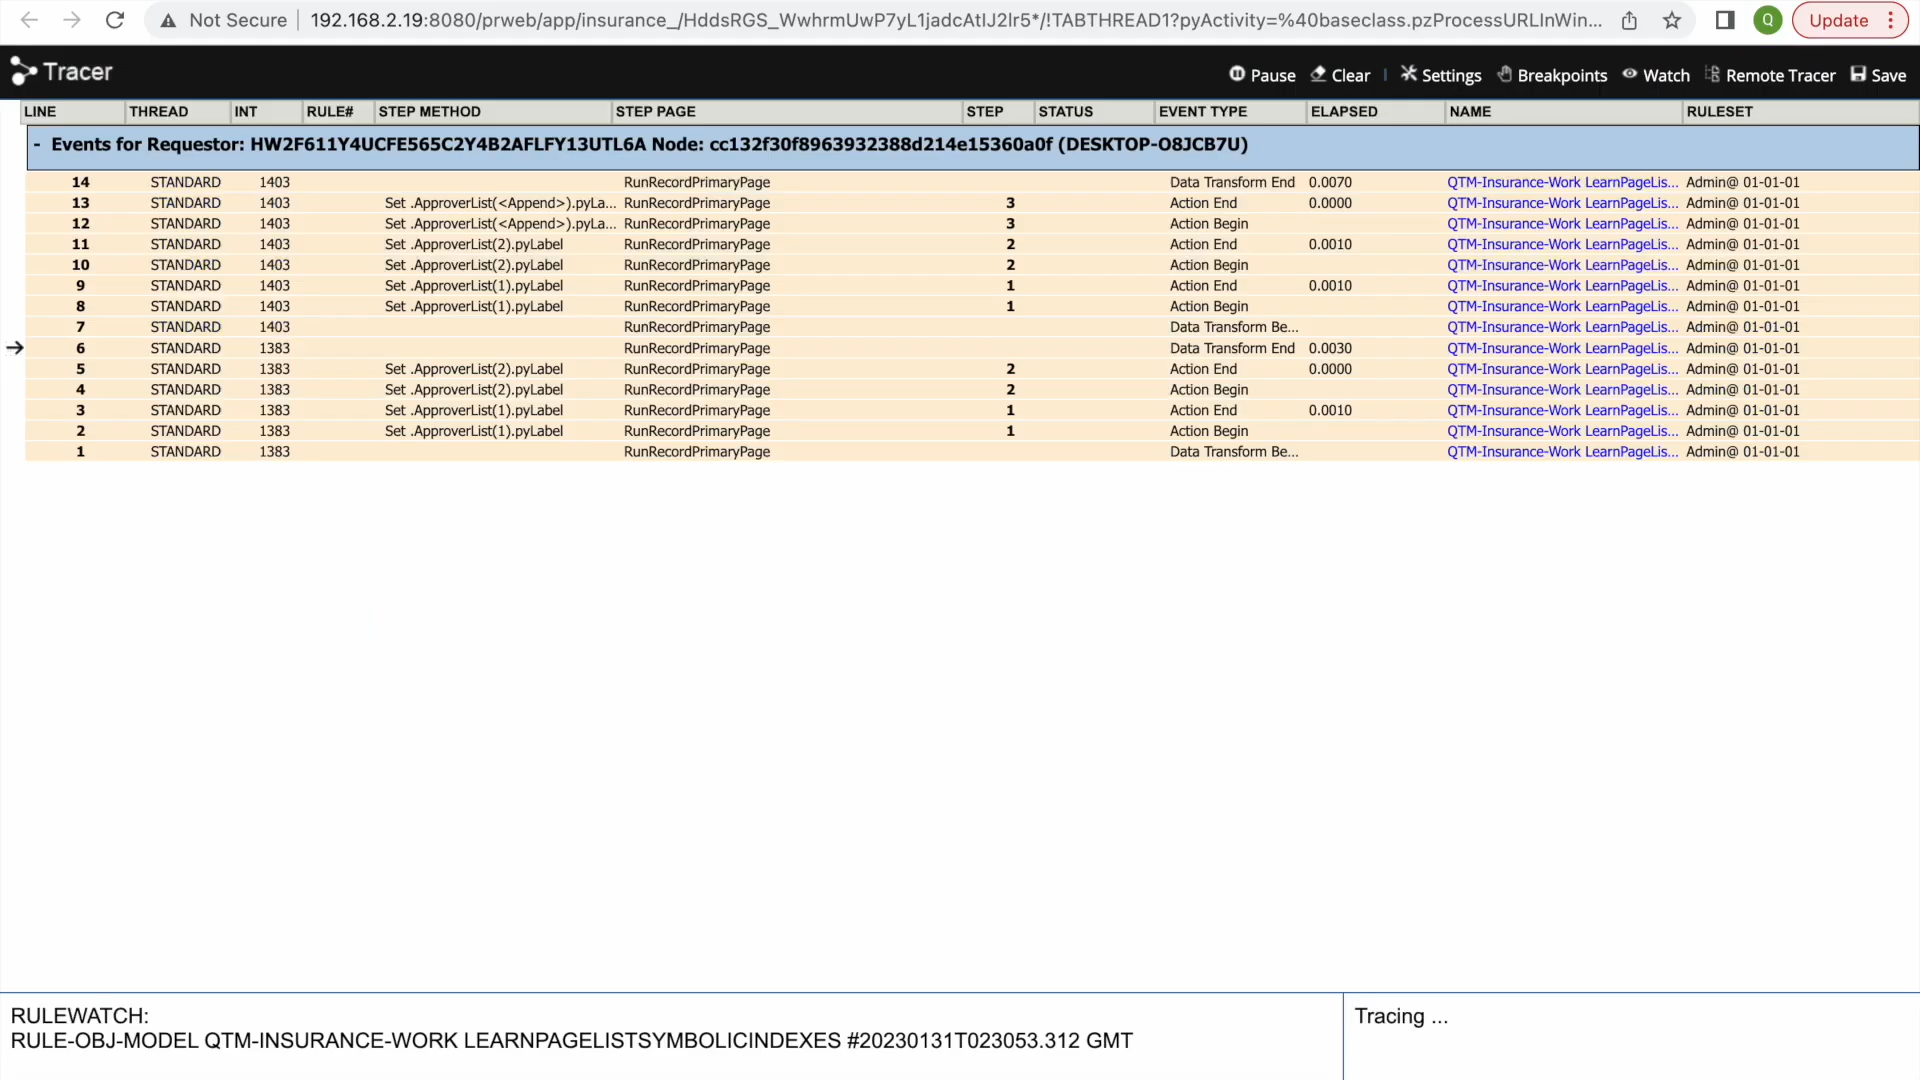 Not Secure 192.168.2.19:8080/prweb/app/insurance_/HddsRGS_WwhrmUwP7yL1jadcAtIJ2Ir5*/!TABTHREAD1?pyActivity=%40baseclass.pzProcessURLInWin... Q Update
Tracer Pause Clear Settings Breakpoints Watch Remote Tracer Save
LINE THREAD INT RULE# STEP METHOD STEP PAGE STEP STATUS EVENT TYPE ELAPSED NAME RULESET
- Events for Requestor: HW2F611Y4UCFE565C2Y4B2AFLFY13UTL6A Node: cc132f30f8963932388d214e15360a0f (DESKTOP-O8JCB7U)
14 STANDARD 1403 RunRecordPrimaryPage Data Transform End 0.0070 QTM-Insurance-Work LearnPageLis... Admin@ 01-01-01
13 STANDARD 1403 Set .ApproverList(<Append>).pyLa... RunRecordPrimaryPage 3 Action End 0.0000 QTM-Insurance-Work LearnPageLis... Admin@ 01-01-01
12 STANDARD 1403 Set .ApproverList(<Append>).pyLa... RunRecordPrimaryPage 3 Action Begin QTM-Insurance-Work LearnPageLis... Admin@ 01-01-01
11 STANDARD 1403 Set .ApproverList(2).pyLabel RunRecordPrimaryPage 2 Action End 0.0010 QTM-Insurance-Work LearnPageLis... Admin@ 01-01-01
10 STANDARD 1403 Set .ApproverList(2).pyLabel RunRecordPrimaryPage 2 Action Begin QTM-Insurance-Work LearnPageLis... Admin@ 01-01-01
9 STANDARD 1403 Set .ApproverList(1).pyLabel RunRecordPrimaryPage 1 Action End 0.0010 QTM-Insurance-Work LearnPageLis... Admin@ 01-01-01
8 STANDARD 1403 Set .ApproverList(1).pyLabel RunRecordPrimaryPage 1 Action Begin QTM-Insurance-Work LearnPageLis... Admin@ 01-01-01
7 STANDARD 1403 RunRecordPrimaryPage Data Transform Be... QTM-Insurance-Work LearnPageLis... Admin@ 01-01-01
6 STANDARD 1383 RunRecordPrimaryPage Data Transform End 0.0030 QTM-Insurance-Work LearnPageLis... Admin@ 01-01-01
5 STANDARD 1383 Set .ApproverList(2).pyLabel RunRecordPrimaryPage 2 Action End 0.0000 QTM-Insurance-Work LearnPageLis... Admin@ 01-01-01
4 STANDARD 1383 Set .ApproverList(2).pyLabel RunRecordPrimaryPage 2 Action Begin QTM-Insurance-Work LearnPageLis... Admin@ 01-01-01
3 STANDARD 1383 Set .ApproverList(1).pyLabel RunRecordPrimaryPage 1 Action End 0.0010 QTM-Insurance-Work LearnPageLis... Admin@ 01-01-01
2 STANDARD 1383 Set .ApproverList(1).pyLabel RunRecordPrimaryPage 1 Action Begin QTM-Insurance-Work LearnPageLis... Admin@ 01-01-01
1 STANDARD 1383 RunRecordPrimaryPage Data Transform Be... QTM-Insurance-Work LearnPageLis... Admin@ 01-01-01
RULEWATCH: Tracing ...
RULE-OBJ-MODEL QTM-INSURANCE-WORK LEARNPAGELISTSYMBOLICINDEXES #20230131T023053.312 GMT